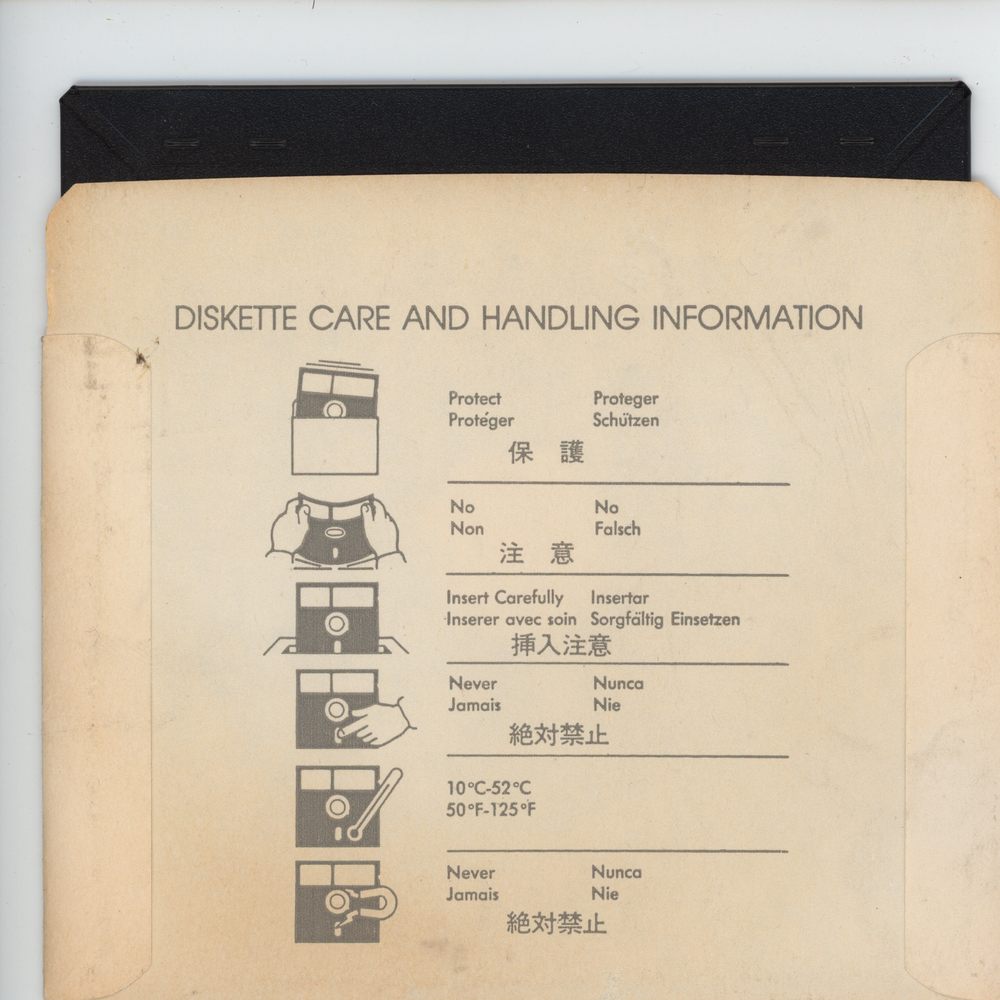 DISKETTE CARE AND HANDLING INFORMATION
Protect Proteger
Protéger Schützen
保 護
No No
Non Falsch
注 意
Insert Carefully Insertar
Inserer avec soin Sorgfältig Einsetzen
挿入注意
Never Nunca
Jamais Nie
絶対禁止
10°C-52°C
50°F-125°F
Never Nunca
Jamais Nie
絶対禁止